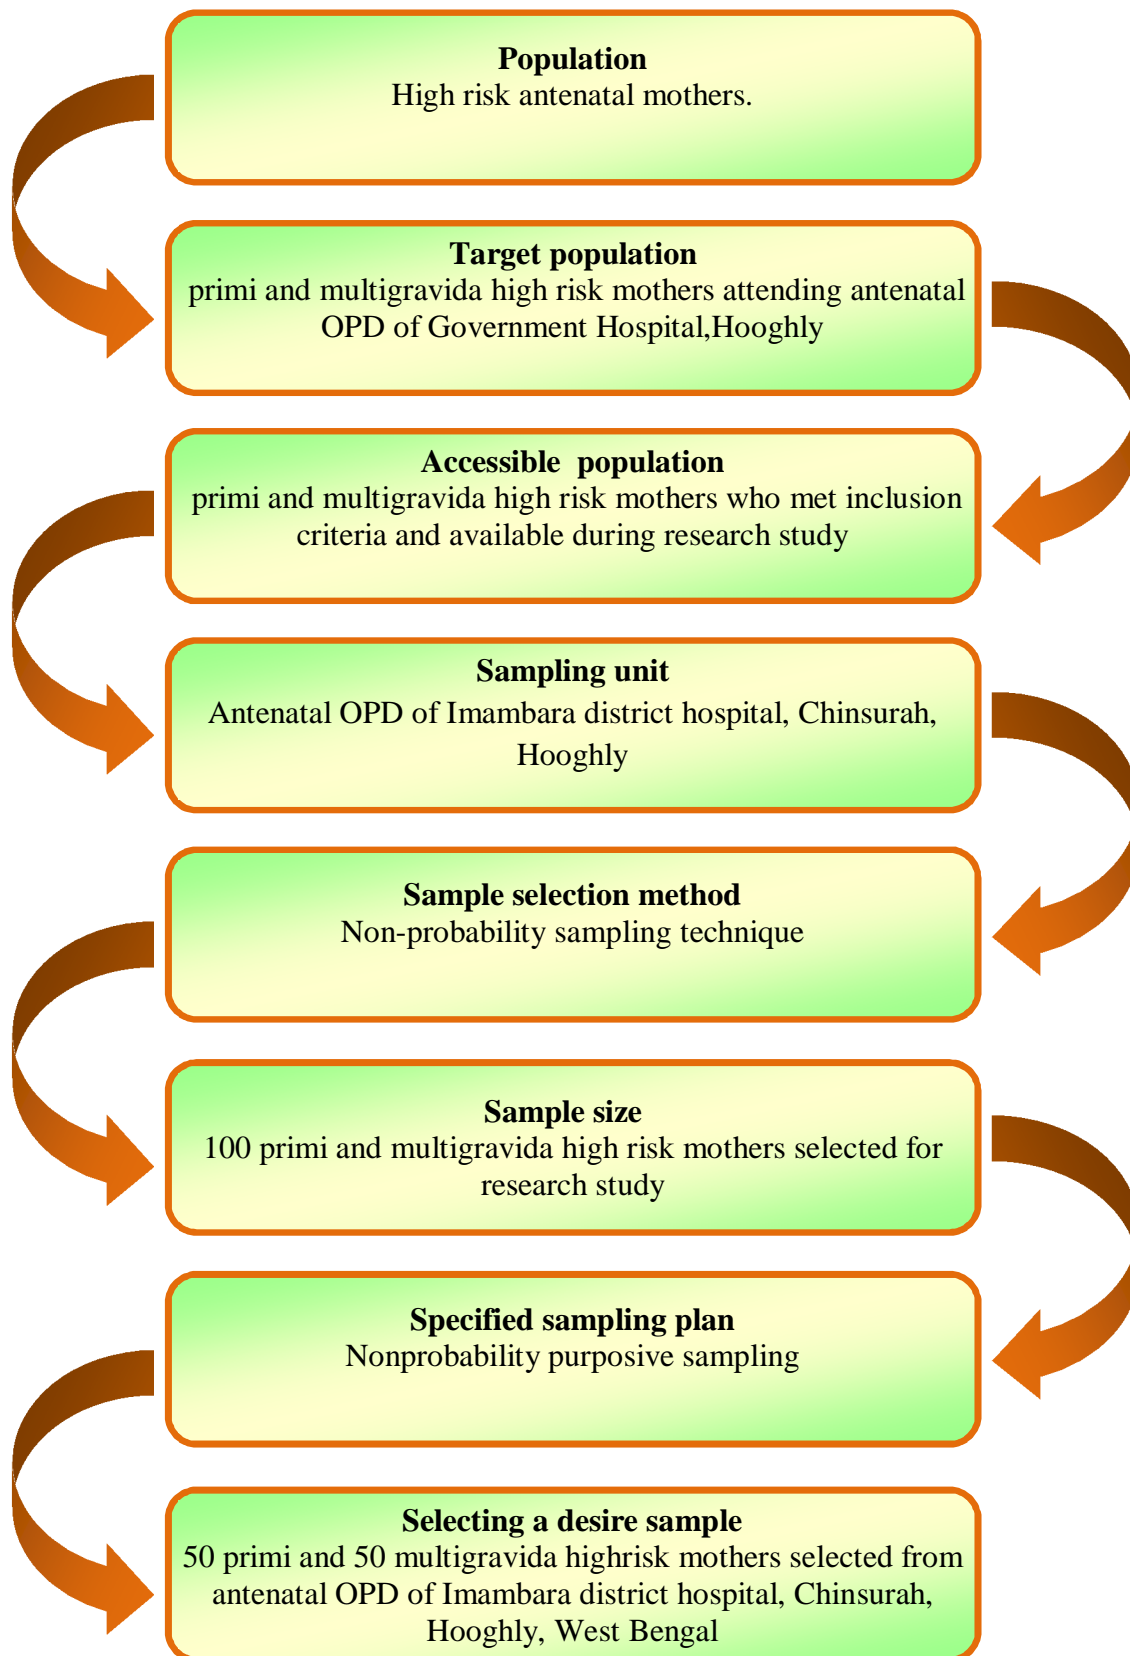 Population
High risk antenatal mothers.
Target population
primi and multigravida high risk mothers attending antenatal
OPD of Government Hospital,Hooghly
Accessible  population
primi and multigravida high risk mothers who met inclusion
criteria and available during research study
Sampling unit
Antenatal OPD of Imambara district hospital, Chinsurah,
Hooghly
Sample selection method
Non-probability sampling technique
Sample size
100 primi and multigravida high risk mothers selected for
research study
Specified sampling plan
Nonprobability purposive sampling
Selecting a desire sample
50 primi and 50 multigravida highrisk mothers selected from
antenatal OPD of Imambara district hospital, Chinsurah,
Hooghly, West Bengal